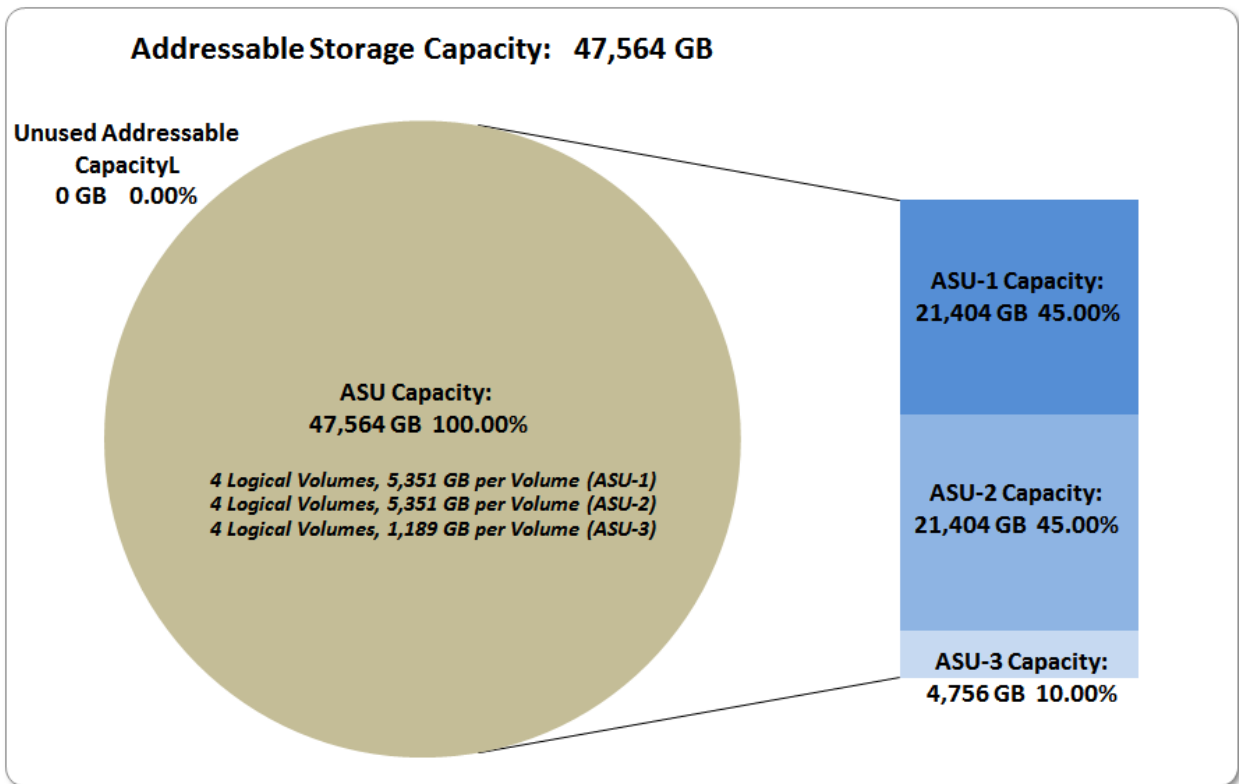 Addressable Storage Capacity: 47,564 GB
Unused Addressable
CapacityL
0 GB 0.00%
ASU Capacity:
47,564 GB 100.00%
4 Logical Volumes, 5,351 GB per Volume (ASU-1)
4 Logical Volumes, 5,351 GB per Volume (ASU-2)
4 Logical Volumes, 1,189 GB per Volume (ASU-3)
ASU-1 Capacity:
21,404 GB 45.00%
ASU-2 Capacity:
21,404 GB 45.00%
ASU-3 Capacity:
4,756 GB 10.00%